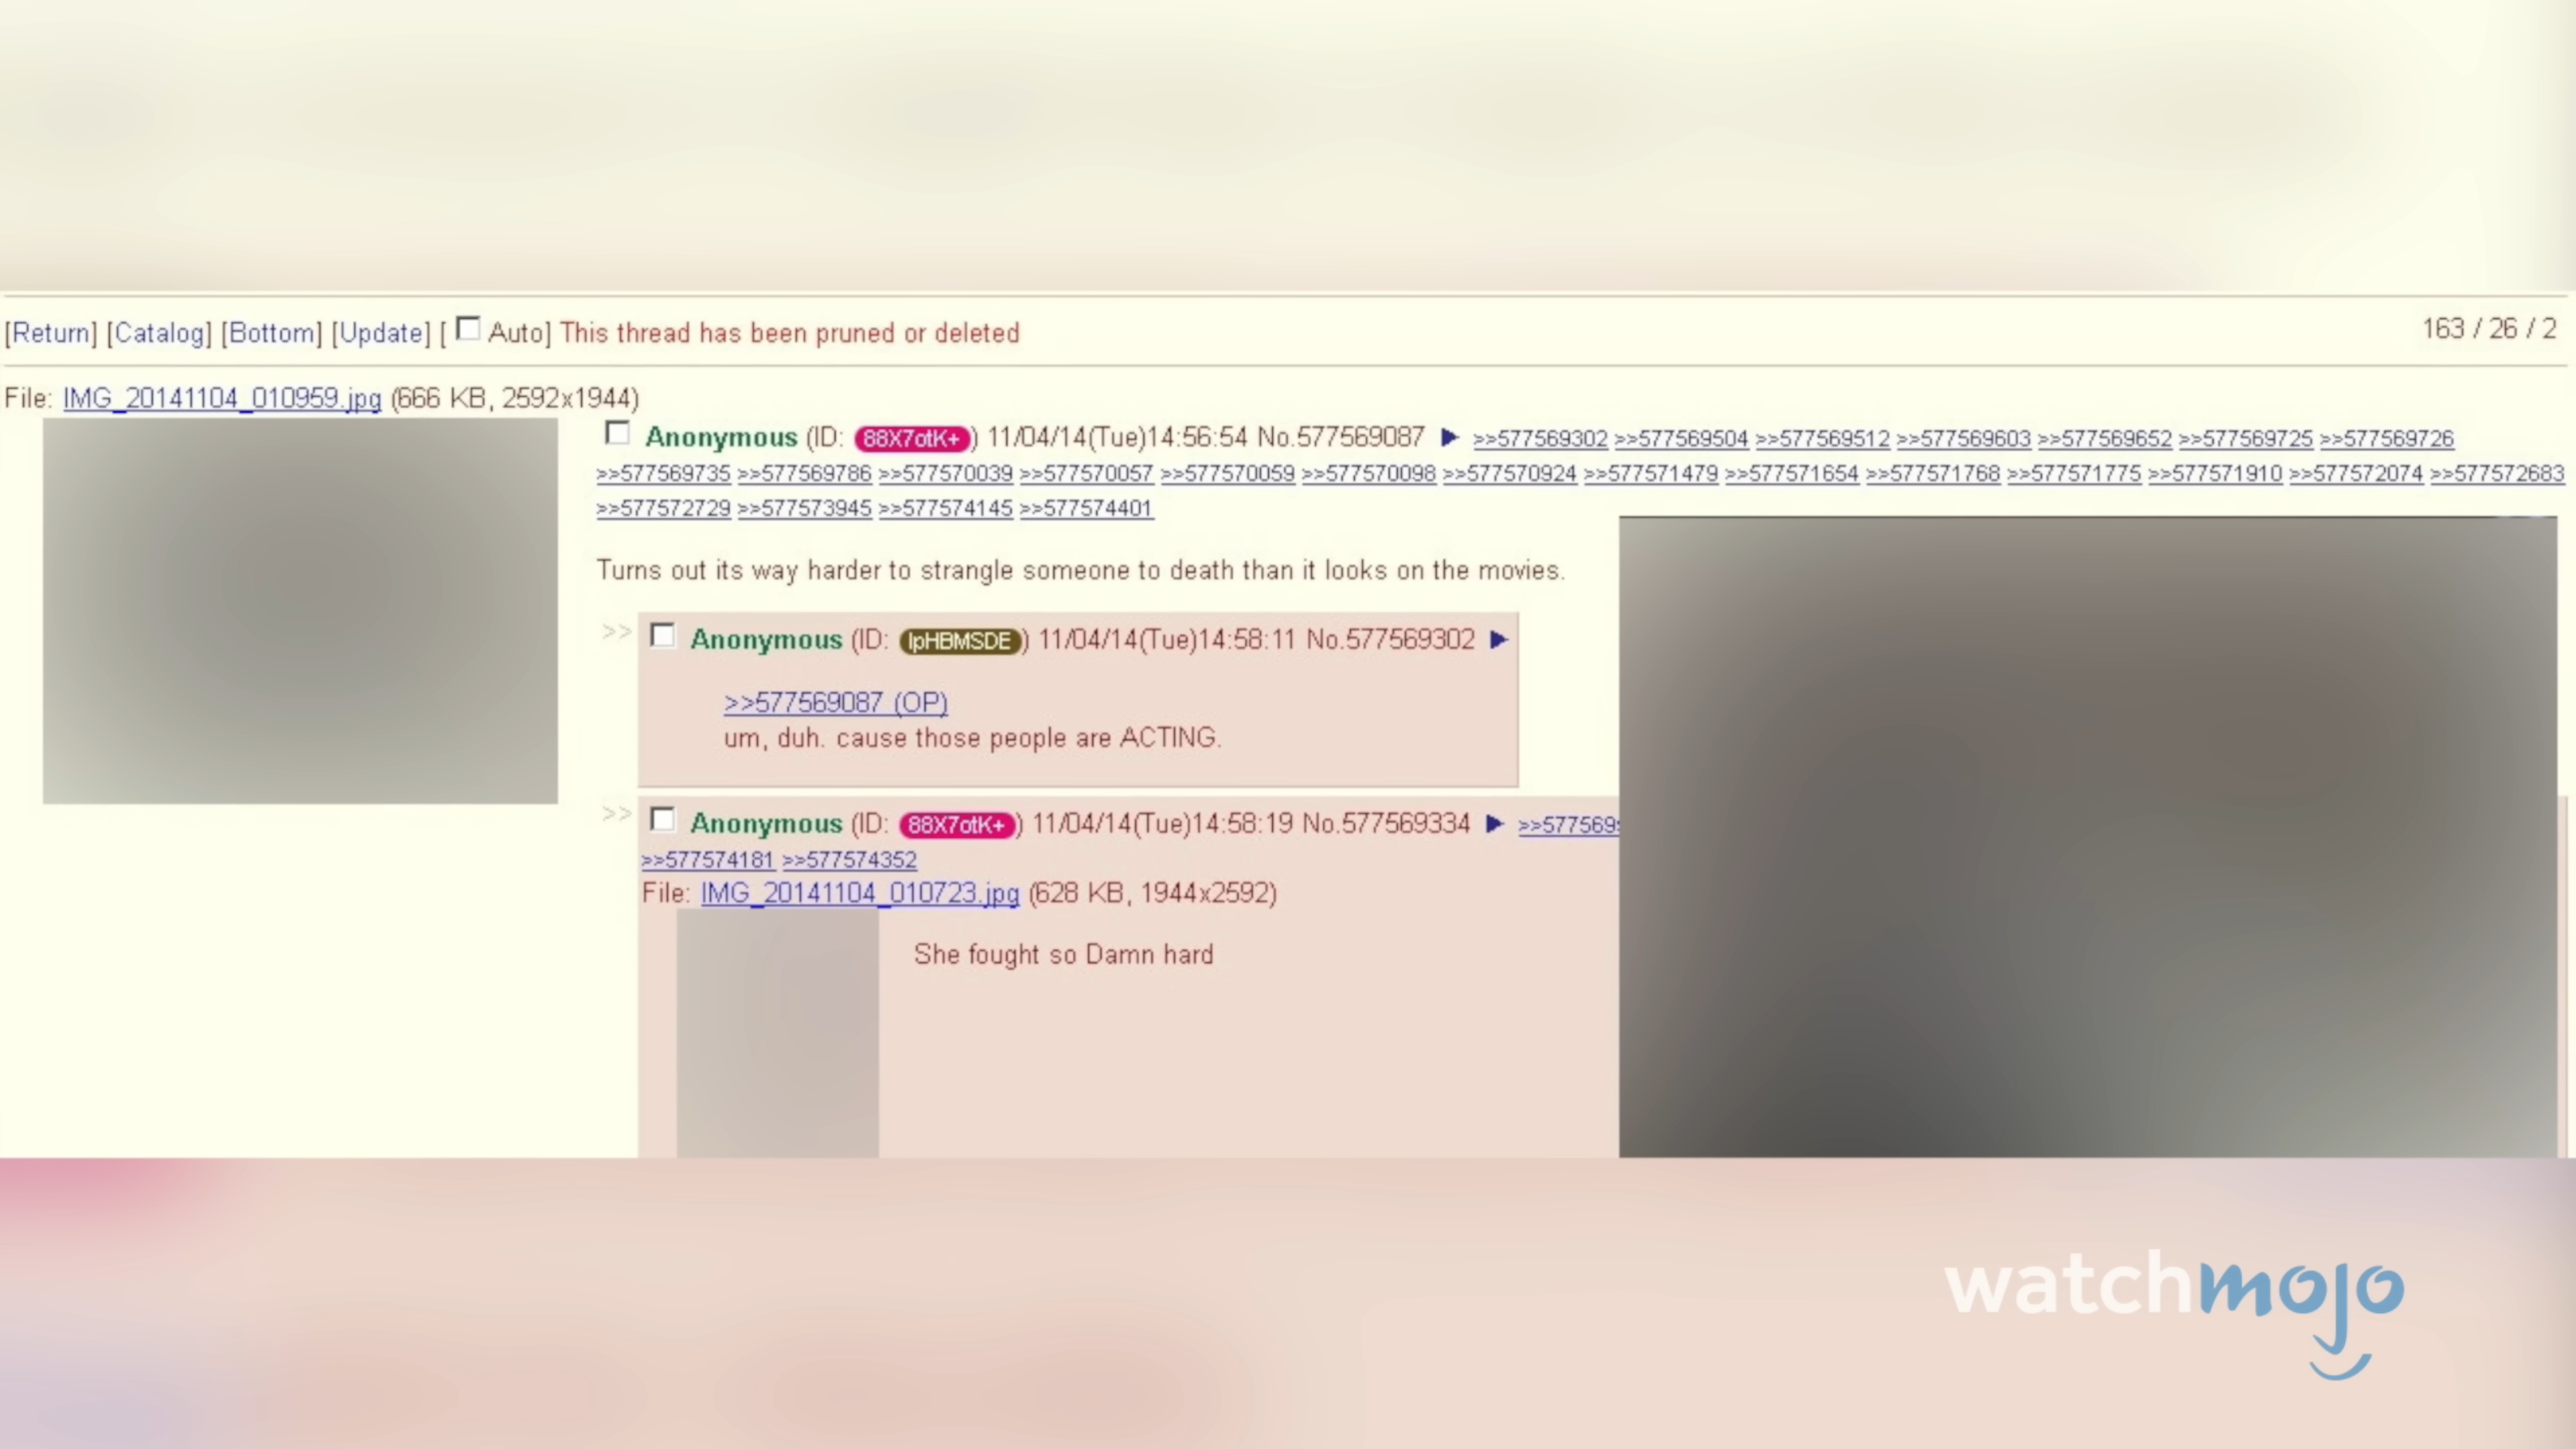 [Return] [Catalog] [Bottom] [Update] [ Auto] This thread has been pruned or deleted
163 / 26 / 2
File: IMG_20141104_010959.jpg (666 KB, 2592x1944)
Anonymous (ID: 88X7otK+) 11/04/14(Tue)14:56:54 No.577569087 ▶ >>577569302 >>577569504 >>577569512 >>577569603 >>577569652 >>577569725 >>577569726
>>577569735 >>577569786 >>577570039 >>577570057 >>577570059 >>577570098 >>577570924 >>577571479 >>577571654 >>577571768 >>577571775 >>577571910 >>577572074 >>577572683
>>577572729 >>577573945 >>577574145 >>577574401
Turns out its way harder to strangle someone to death than it looks on the movies.
>> Anonymous (ID: lpHBMSDE) 11/04/14(Tue)14:58:11 No.577569302 ▶
>>577569087 (OP)
um, duh. cause those people are ACTING.
>> Anonymous (ID: 88X7otK+) 11/04/14(Tue)14:58:19 No.577569334 ▶
>>577574181 >>577574352
File: IMG_20141104_010723.jpg (628 KB, 1944x2592)
She fought so Damn hard
watchmojo